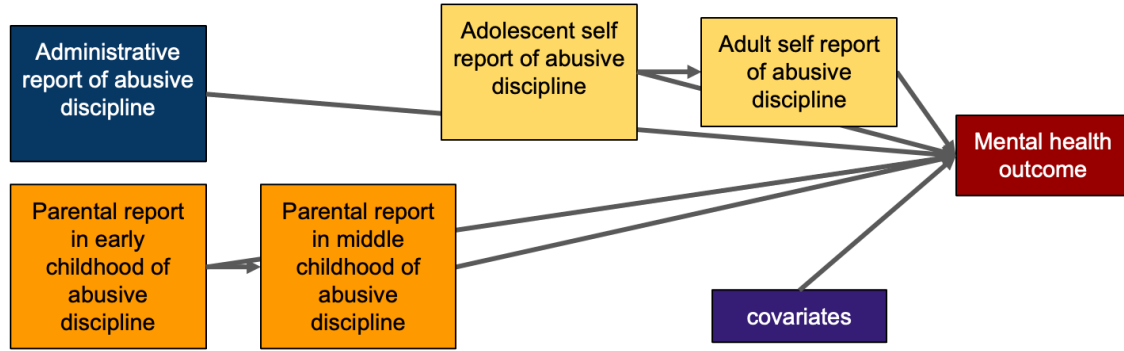 Administrative
report of abusive
discipline
Adolescent self
report of abusive
discipline
Adult self report
of abusive
discipline
Mental health
outcome
Parental report
in early
childhood of
abusive
discipline
Parental report
in middle
childhood of
abusive
discipline
covariates